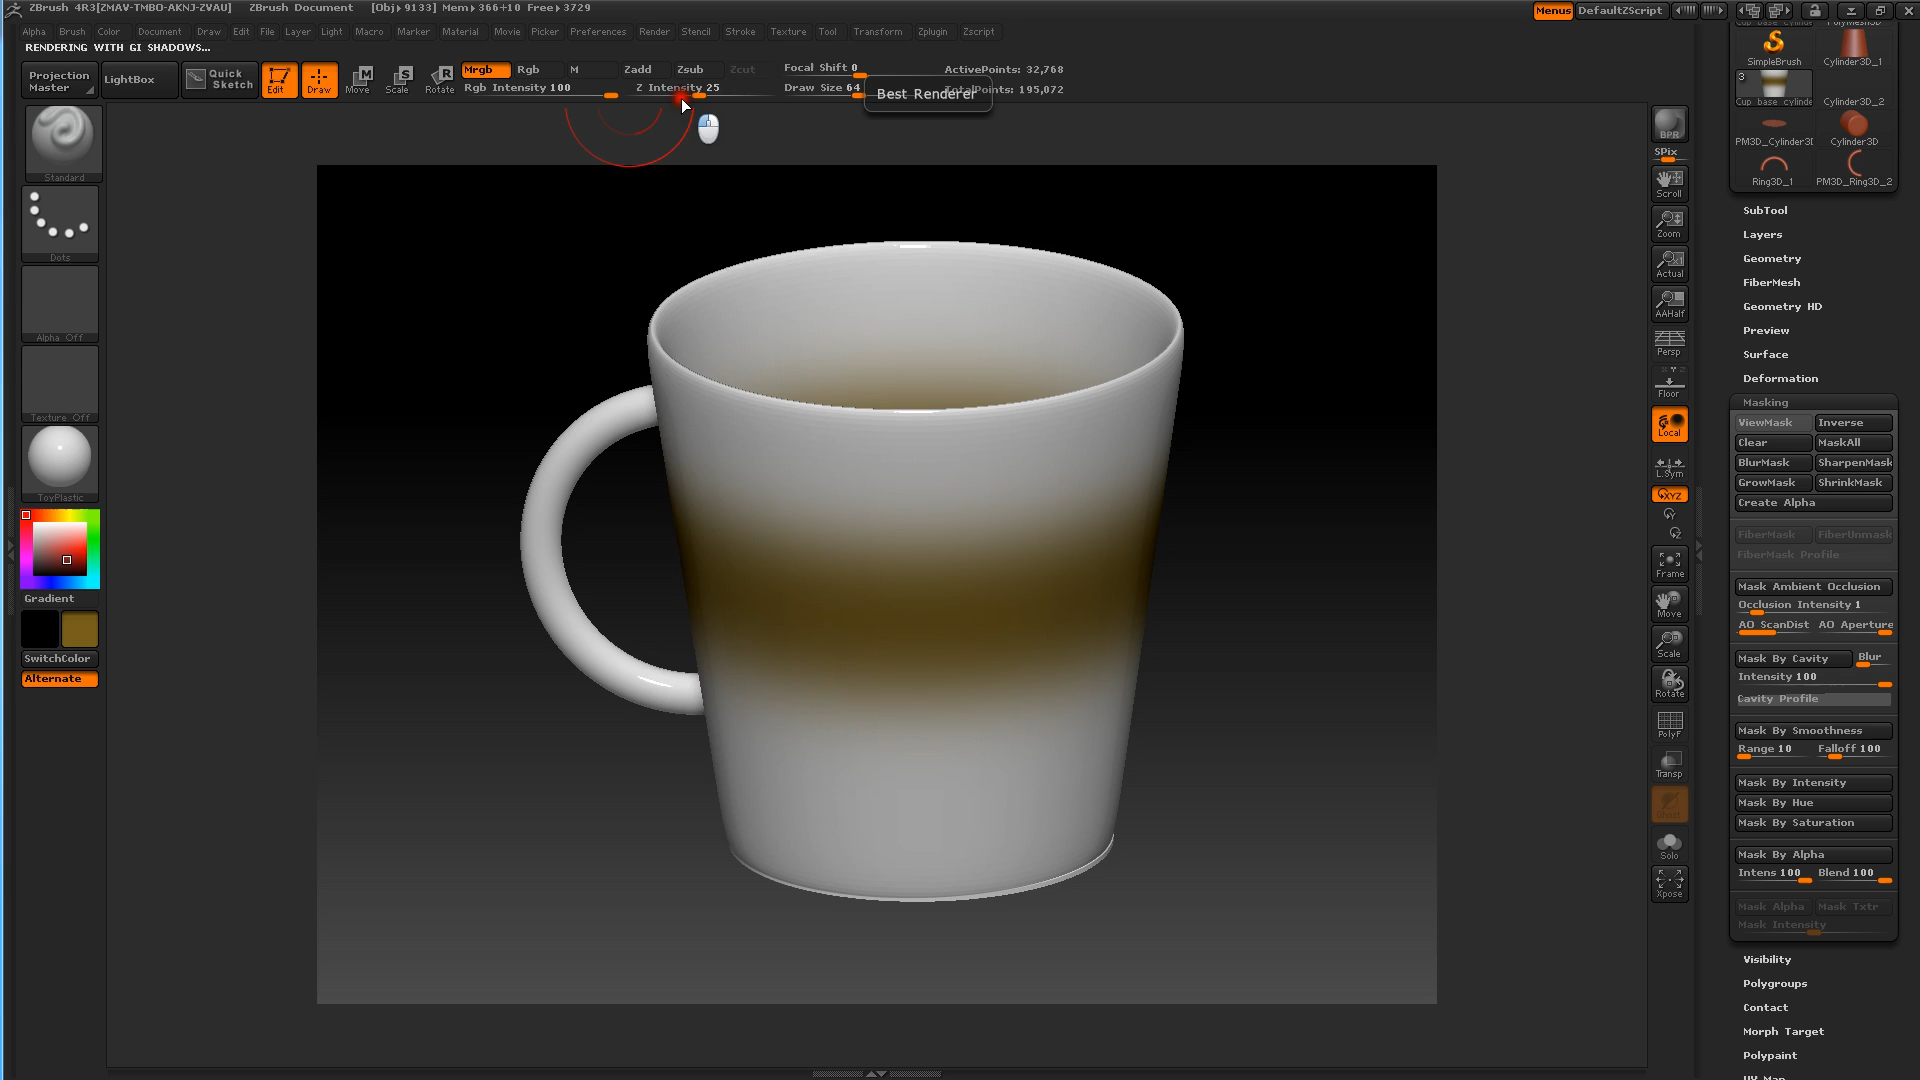 ZBrush 4R3[ZMAV-TMBO-AKNJ-ZVAU] ZBrush Document [Obj▸ 9133] Mem▸366+10 Free▸3729 Menus DefaultZScript
Alpha Brush Color Document Draw Edit File Layer Light Macro Marker Material Movie Picker Preferences Render Stencil Stroke Texture Tool Transform Zplugin Zscript
RENDERING WITH GI SHADOWS...
Projection Master
LightBox
Quick Sketch
Edit
Draw
Move
Scale
Rotate
Mrgb Rgb M Zadd Zsub Zcut
Rgb Intensity 100 Z Intensity 25
Focal Shift 0
Draw Size 64
ActivePoints: 32,768
TotalPoints: 195,072
Best Renderer
Standard
Dots
Alpha Off
Texture Off
ToyPlastic
Gradient
SwitchColor
Alternate
BPR
SPix
Scroll
Zoom
Actual
AAHalf
Persp
Floor
Local
L.Sym
XYZ
Frame
Move
Scale
Rotate
PolyF
Transp
Ghost
Solo
Xpose
SimpleBrush Cylinder3D_1
3
Cup base cylinde Cylinder3D_2
PM3D_Cylinder3D Cylinder3D
Ring3D_1 PM3D_Ring3D_2
SubTool
Layers
Geometry
FiberMesh
Geometry HD
Preview
Surface
Deformation
Masking
ViewMask Inverse
Clear MaskAll
BlurMask SharpenMask
GrowMask ShrinkMask
Create Alpha
FiberMask FiberUnmask
FiberMask Profile
Mask Ambient Occlusion
Occlusion Intensity 1
AO ScanDist AO Aperture
Mask By Cavity Blur
Intensity 100
Cavity Profile
Mask By Smoothness
Range 10 Falloff 100
Mask By Intensity
Mask By Hue
Mask By Saturation
Mask By Alpha
Intens 100 Blend 100
Mask Alpha Mask Txtr
Mask Intensity
Visibility
Polygroups
Contact
Morph Target
Polypaint
UV Map